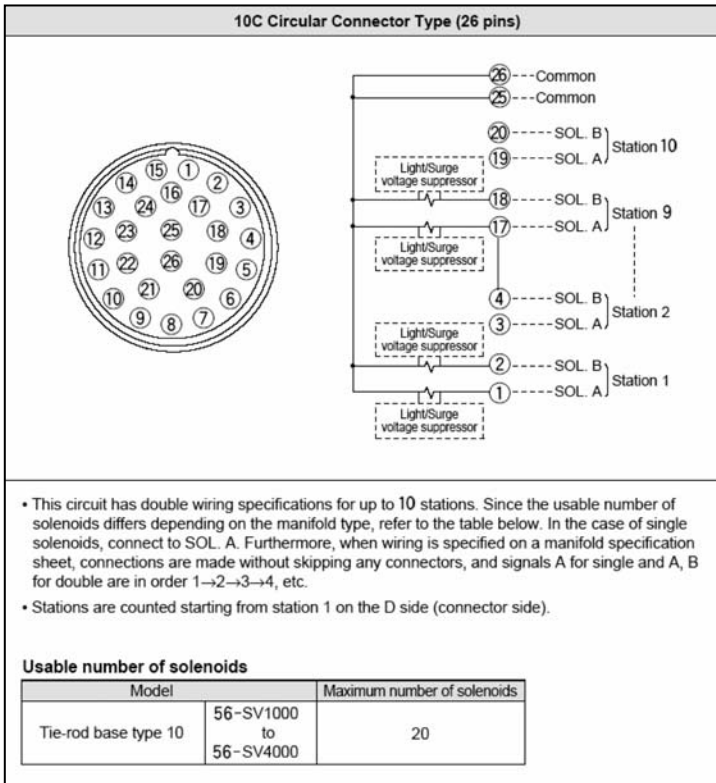 10C Circular Connector Type (26 pins)
15 1
14 16 2
13 24 17 3
12 23 25 18 4
11 22 26 19 5
10 21 20 6
9 8 7
26 Common
25 Common
20 SOL. B
Station 10
19 SOL. A
Light/Surge
voltage suppressor
18 SOL. B
Station 9
17 SOL. A
Light/Surge
voltage suppressor
4 SOL. B
Station 2
3 SOL. A
Light/Surge
voltage suppressor
2 SOL. B
Station 1
1 SOL. A
Light/Surge
voltage suppressor
• This circuit has double wiring specifications for up to 10 stations. Since the usable number of
solenoids differs depending on the manifold type, refer to the table below. In the case of single
solenoids, connect to SOL. A. Furthermore, when wiring is specified on a manifold specification
sheet, connections are made without skipping any connectors, and signals A for single and A, B
for double are in order 1→2→3→4, etc.
• Stations are counted starting from station 1 on the D side (connector side).
Usable number of solenoids
Model Maximum number of solenoids
Tie-rod base type 10
56-SV1000
to
56-SV4000
20